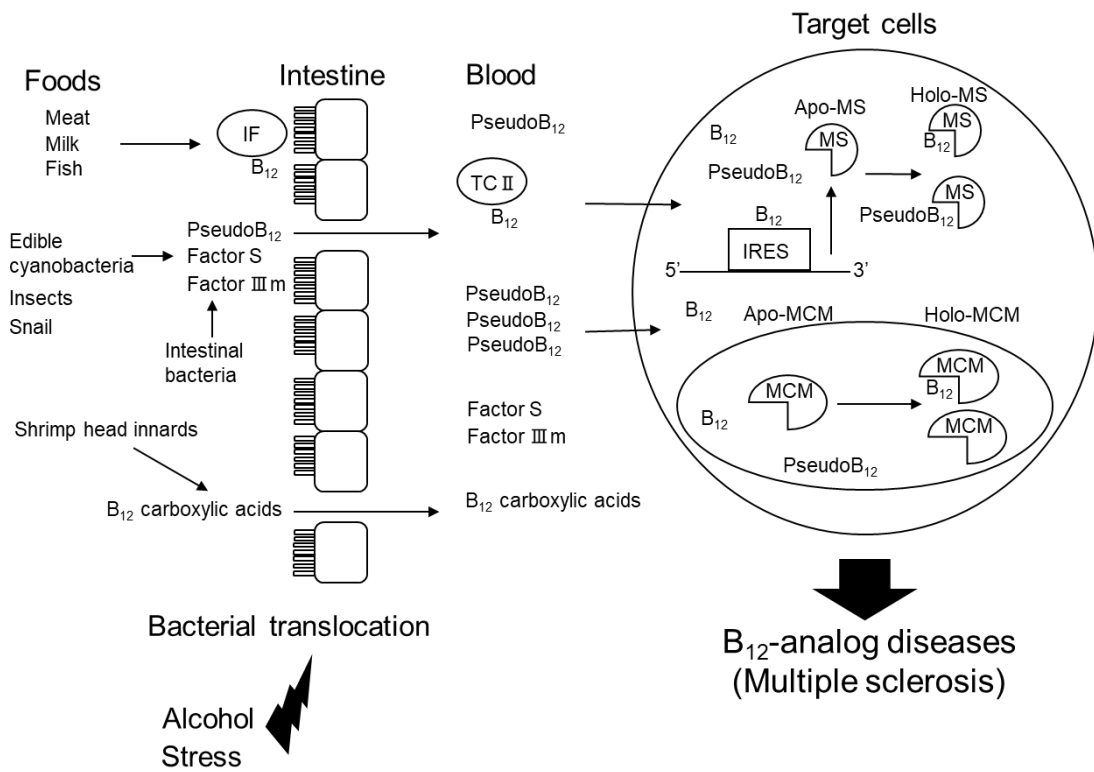 Foods
Meat
Milk
Fish
Edible
cyanobacteria
Insects
Snail
Shrimp head innards
IF
B₁₂
PseudoB₁₂
Factor S
Factor Ⅲm
Intestinal
bacteria
B₁₂ carboxylic acids
Intestine
Bacterial translocation
Alcohol
Stress
Blood
PseudoB₁₂
TCⅡ
B₁₂
PseudoB₁₂
PseudoB₁₂
PseudoB₁₂
Factor S
Factor Ⅲm
B₁₂ carboxylic acids
Target cells
B₁₂
PseudoB₁₂
Apo-MS
MS
Holo-MS
MS
B₁₂
MS
PseudoB₁₂
B₁₂
IRES
5’
3’
B₁₂
Apo-MCM
Holo-MCM
MCM
B₁₂
MCM
B₁₂
MCM
PseudoB₁₂
B₁₂-analog diseases
(Multiple sclerosis)